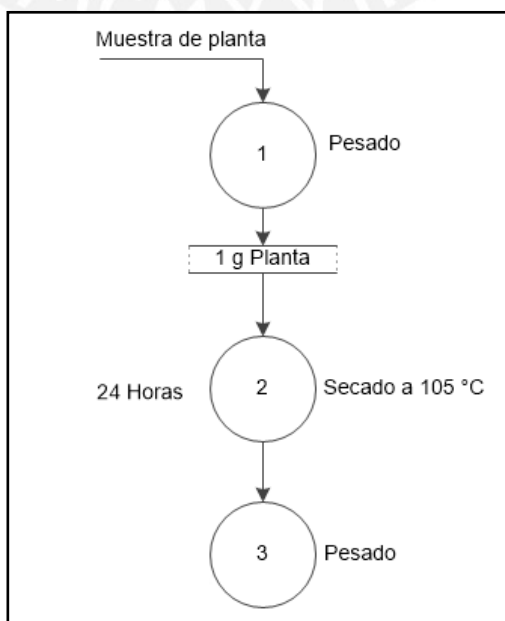 Muestra de planta
1
Pesado
1 g Planta
24 Horas
2
Secado a 105 °C
3
Pesado